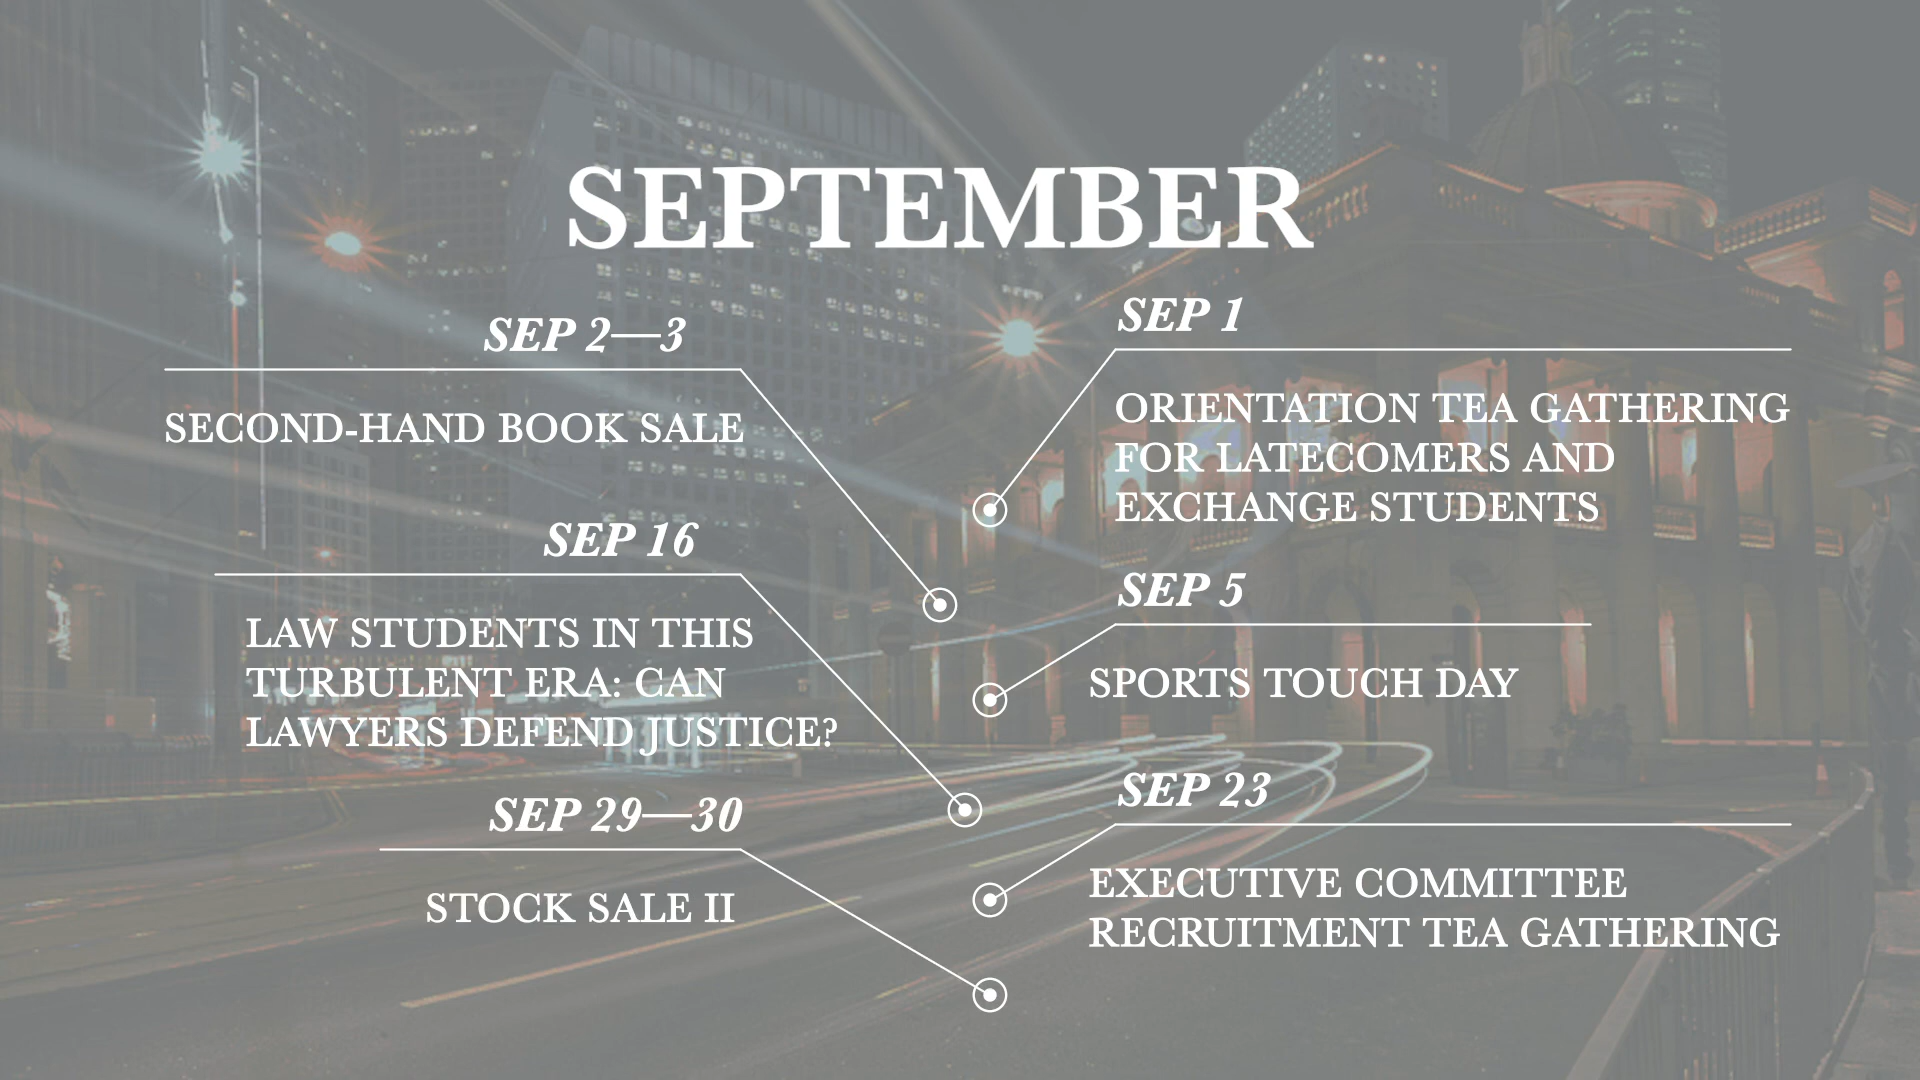 SEPTEMBER
SEP 1
ORIENTATION TEA GATHERING
FOR LATECOMERS AND
EXCHANGE STUDENTS
SEP 2—3
SECOND-HAND BOOK SALE
SEP 5
SPORTS TOUCH DAY
SEP 16
LAW STUDENTS IN THIS
TURBULENT ERA: CAN
LAWYERS DEFEND JUSTICE?
SEP 23
EXECUTIVE COMMITTEE
RECRUITMENT TEA GATHERING
SEP 29—30
STOCK SALE II